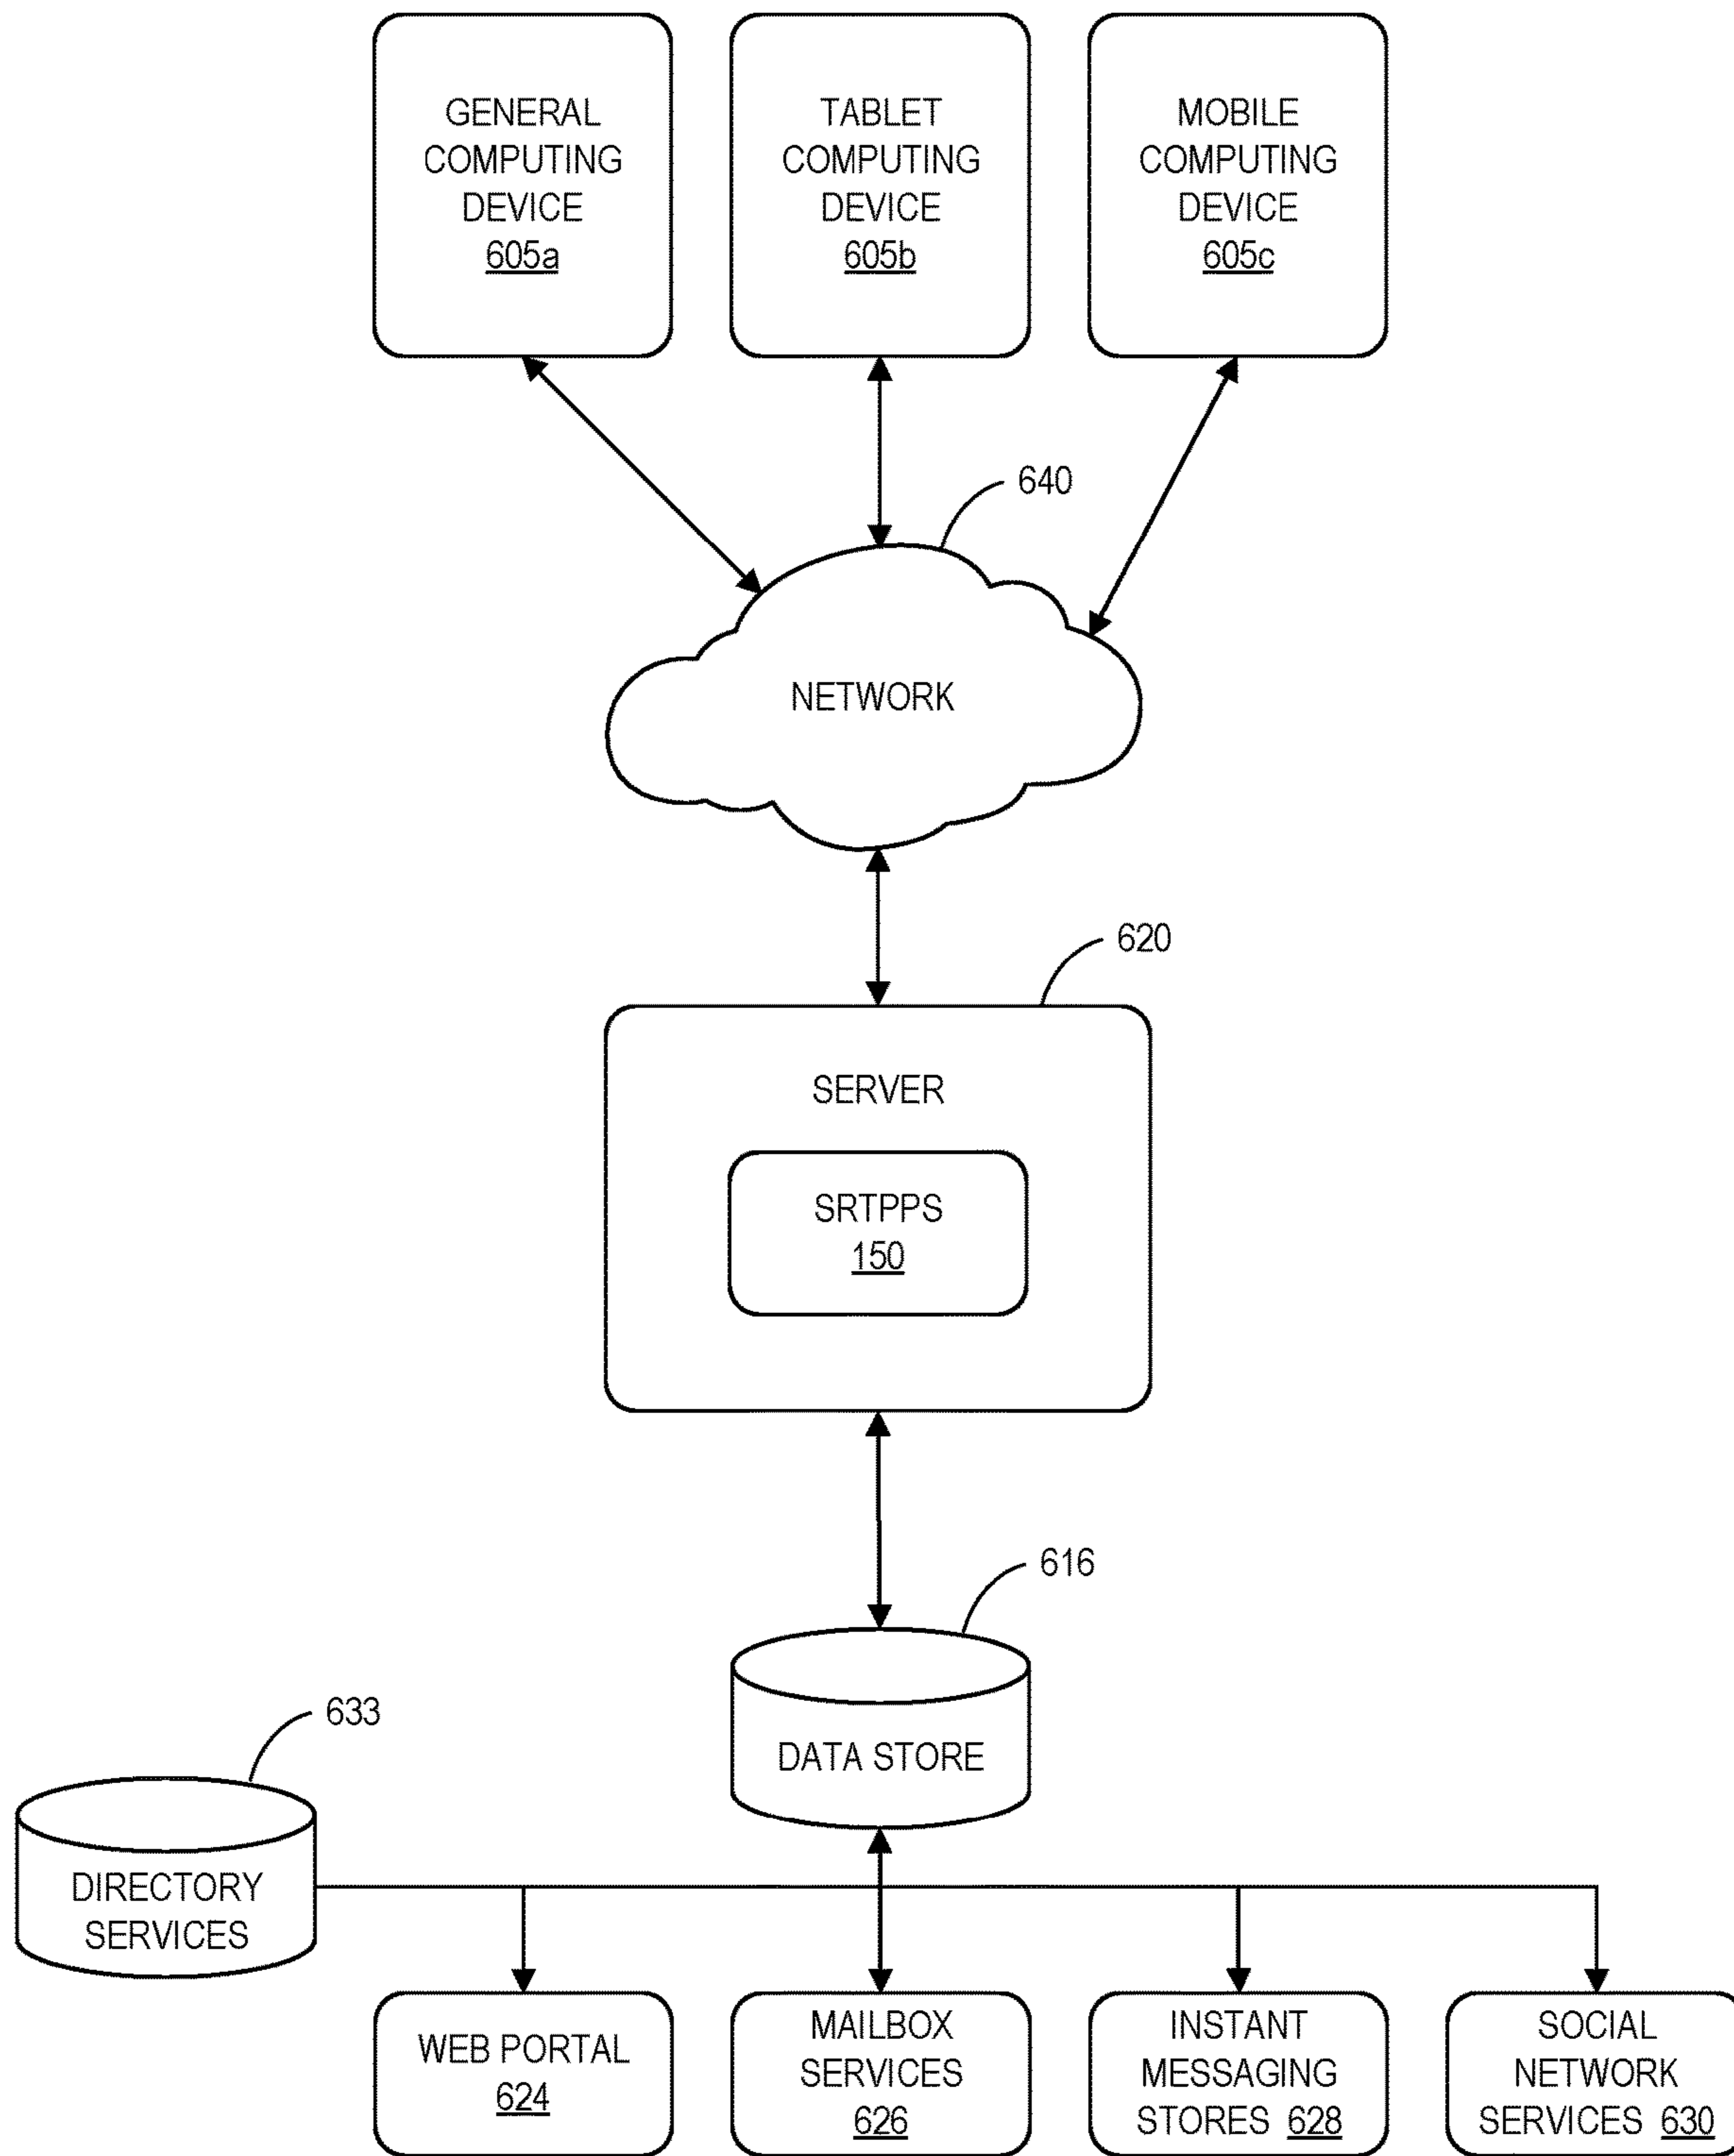 GENERAL
COMPUTING
DEVICE
605a
TABLET
COMPUTING
DEVICE
605b
MOBILE
COMPUTING
DEVICE
605c
640
NETWORK
620
SERVER
SRTPPS
150
616
DATA STORE
633
DIRECTORY
SERVICES
WEB PORTAL
624
MAILBOX
SERVICES
626
INSTANT
MESSAGING
STORES 628
SOCIAL
NETWORK
SERVICES 630